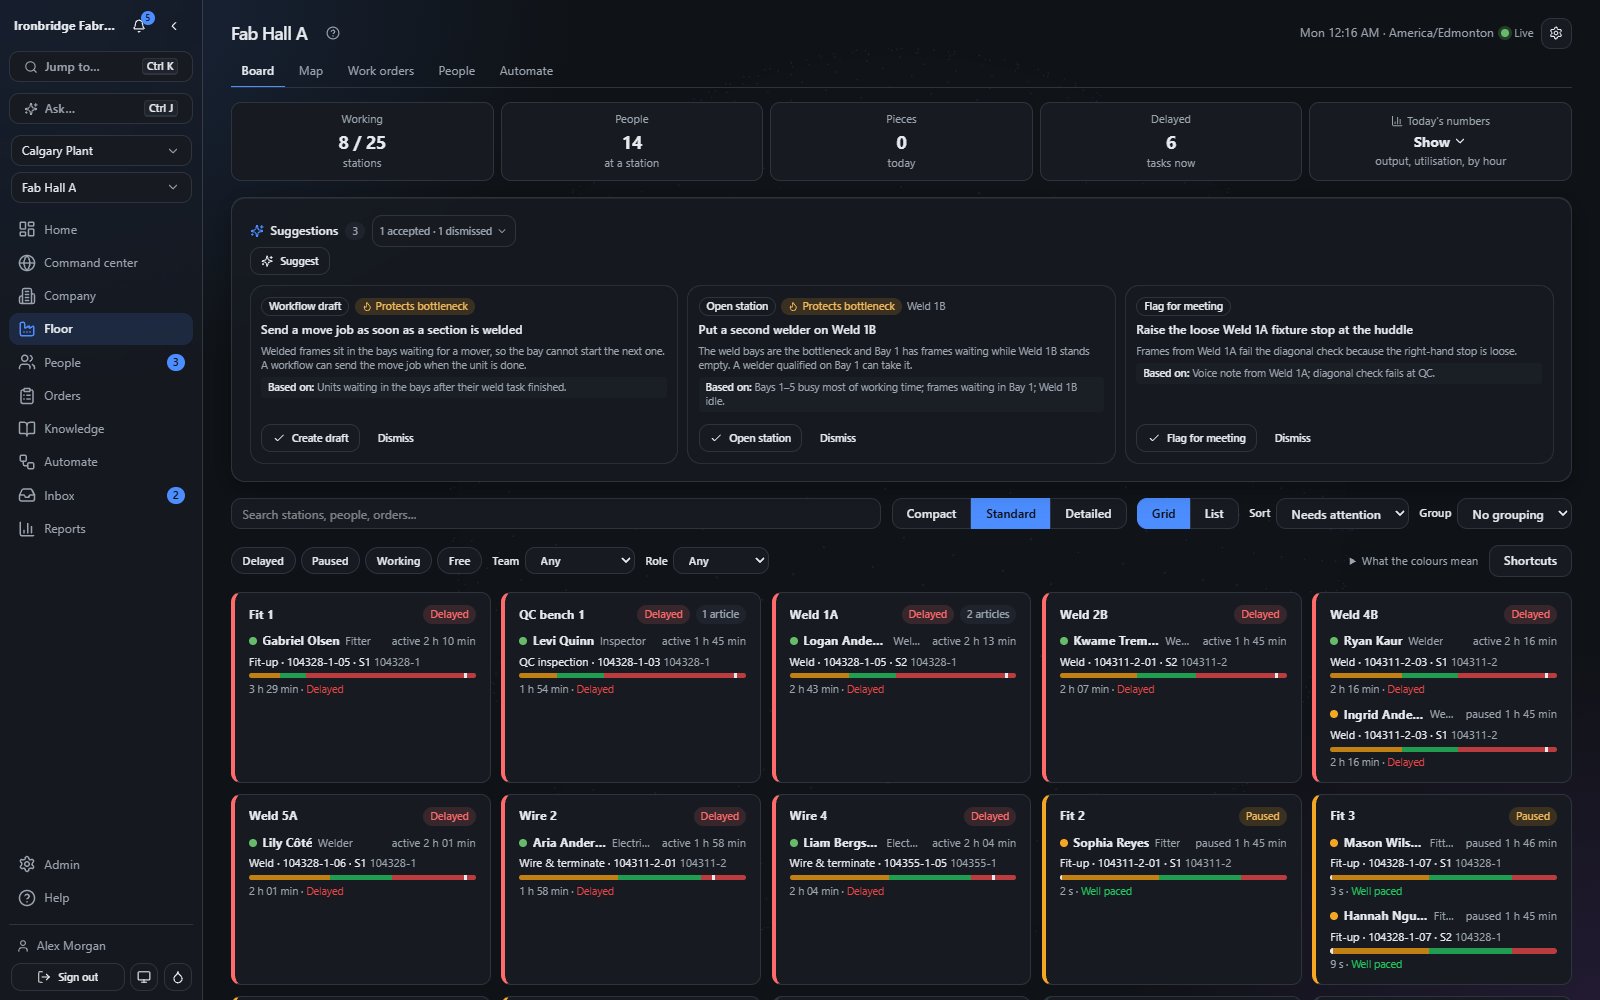 Ironbridge Fabr...
5
Jump to...
Ctrl K
Ask...
Ctrl J
Calgary Plant
Fab Hall A
Home
Command center
Company
Floor
People
3
Orders
Knowledge
Automate
Inbox
2
Reports
Admin
Help
Alex Morgan
Sign out
Fab Hall A
Mon 12:16 AM · America/Edmonton
Live
Board
Map
Work orders
People
Automate
Working
8 / 25
stations
People
14
at a station
Pieces
0
today
Delayed
6
tasks now
Today's numbers
Show
output, utilisation, by hour
Suggestions
3
1 accepted · 1 dismissed
Suggest
Workflow draft
Protects bottleneck
Send a move job as soon as a section is welded
Welded frames sit in the bays waiting for a mover, so the bay cannot start the next one.
A workflow can send the move job when the unit is done.
Based on: Units waiting in the bays after their weld task finished.
Create draft
Dismiss
Open station
Protects bottleneck
Weld 1B
Put a second welder on Weld 1B
The weld bays are the bottleneck and Bay 1 has frames waiting while Weld 1B stands
empty. A welder qualified on Bay 1 can take it.
Based on: Bays 1–5 busy most of working time; frames waiting in Bay 1; Weld 1B
idle.
Open station
Dismiss
Flag for meeting
Raise the loose Weld 1A fixture stop at the huddle
Frames from Weld 1A fail the diagonal check because the right-hand stop is loose.
Based on: Voice note from Weld 1A; diagonal check fails at QC.
Flag for meeting
Dismiss
Search stations, people, orders...
Compact
Standard
Detailed
Grid
List
Sort
Needs attention
Group
No grouping
Delayed
Paused
Working
Free
Team
Any
Role
Any
What the colours mean
Shortcuts
Fit 1
Delayed
Gabriel Olsen
Fitter
active 2 h 10 min
Fit-up · 104328-1-05 · S1 104328-1
3 h 29 min · Delayed
QC bench 1
Delayed
1 article
Levi Quinn
Inspector
active 1 h 45 min
QC inspection · 104328-1-03 104328-1
1 h 54 min · Delayed
Weld 1A
Delayed
2 articles
Logan Ande...
Wel...
active 2 h 13 min
Weld · 104328-1-05 · S2 104328-1
2 h 43 min · Delayed
Weld 2B
Delayed
Kwame Trem...
We...
active 1 h 45 min
Weld · 104311-2-01 · S2 104311-2
2 h 07 min · Delayed
Weld 4B
Delayed
Ryan Kaur
Welder
active 2 h 16 min
Weld · 104311-2-03 · S1 104311-2
2 h 16 min · Delayed
Ingrid Ande...
We...
paused 1 h 45 min
Weld · 104311-2-03 · S1 104311-2
2 h 16 min · Delayed
Weld 5A
Delayed
Lily Côté
Welder
active 2 h 01 min
Weld · 104328-1-06 · S1 104328-1
2 h 01 min · Delayed
Wire 2
Delayed
Aria Ander...
Electri...
active 1 h 58 min
Wire & terminate · 104311-2-01 104311-2
1 h 58 min · Delayed
Wire 4
Delayed
Liam Bergs...
Elect...
active 2 h 04 min
Wire & terminate · 104355-1-05 104355-1
2 h 04 min · Delayed
Fit 2
Paused
Sophia Reyes
Fitter
paused 1 h 45 min
Fit-up · 104311-2-01 · S1 104311-2
2 s · Well paced
Fit 3
Paused
Mason Wils...
Fitt...
paused 1 h 46 min
Fit-up · 104328-1-07 · S1 104328-1
3 s · Well paced
Hannah Ngu...
Fit...
paused 1 h 45 min
Fit-up · 104328-1-07 · S2 104328-1
9 s · Well paced